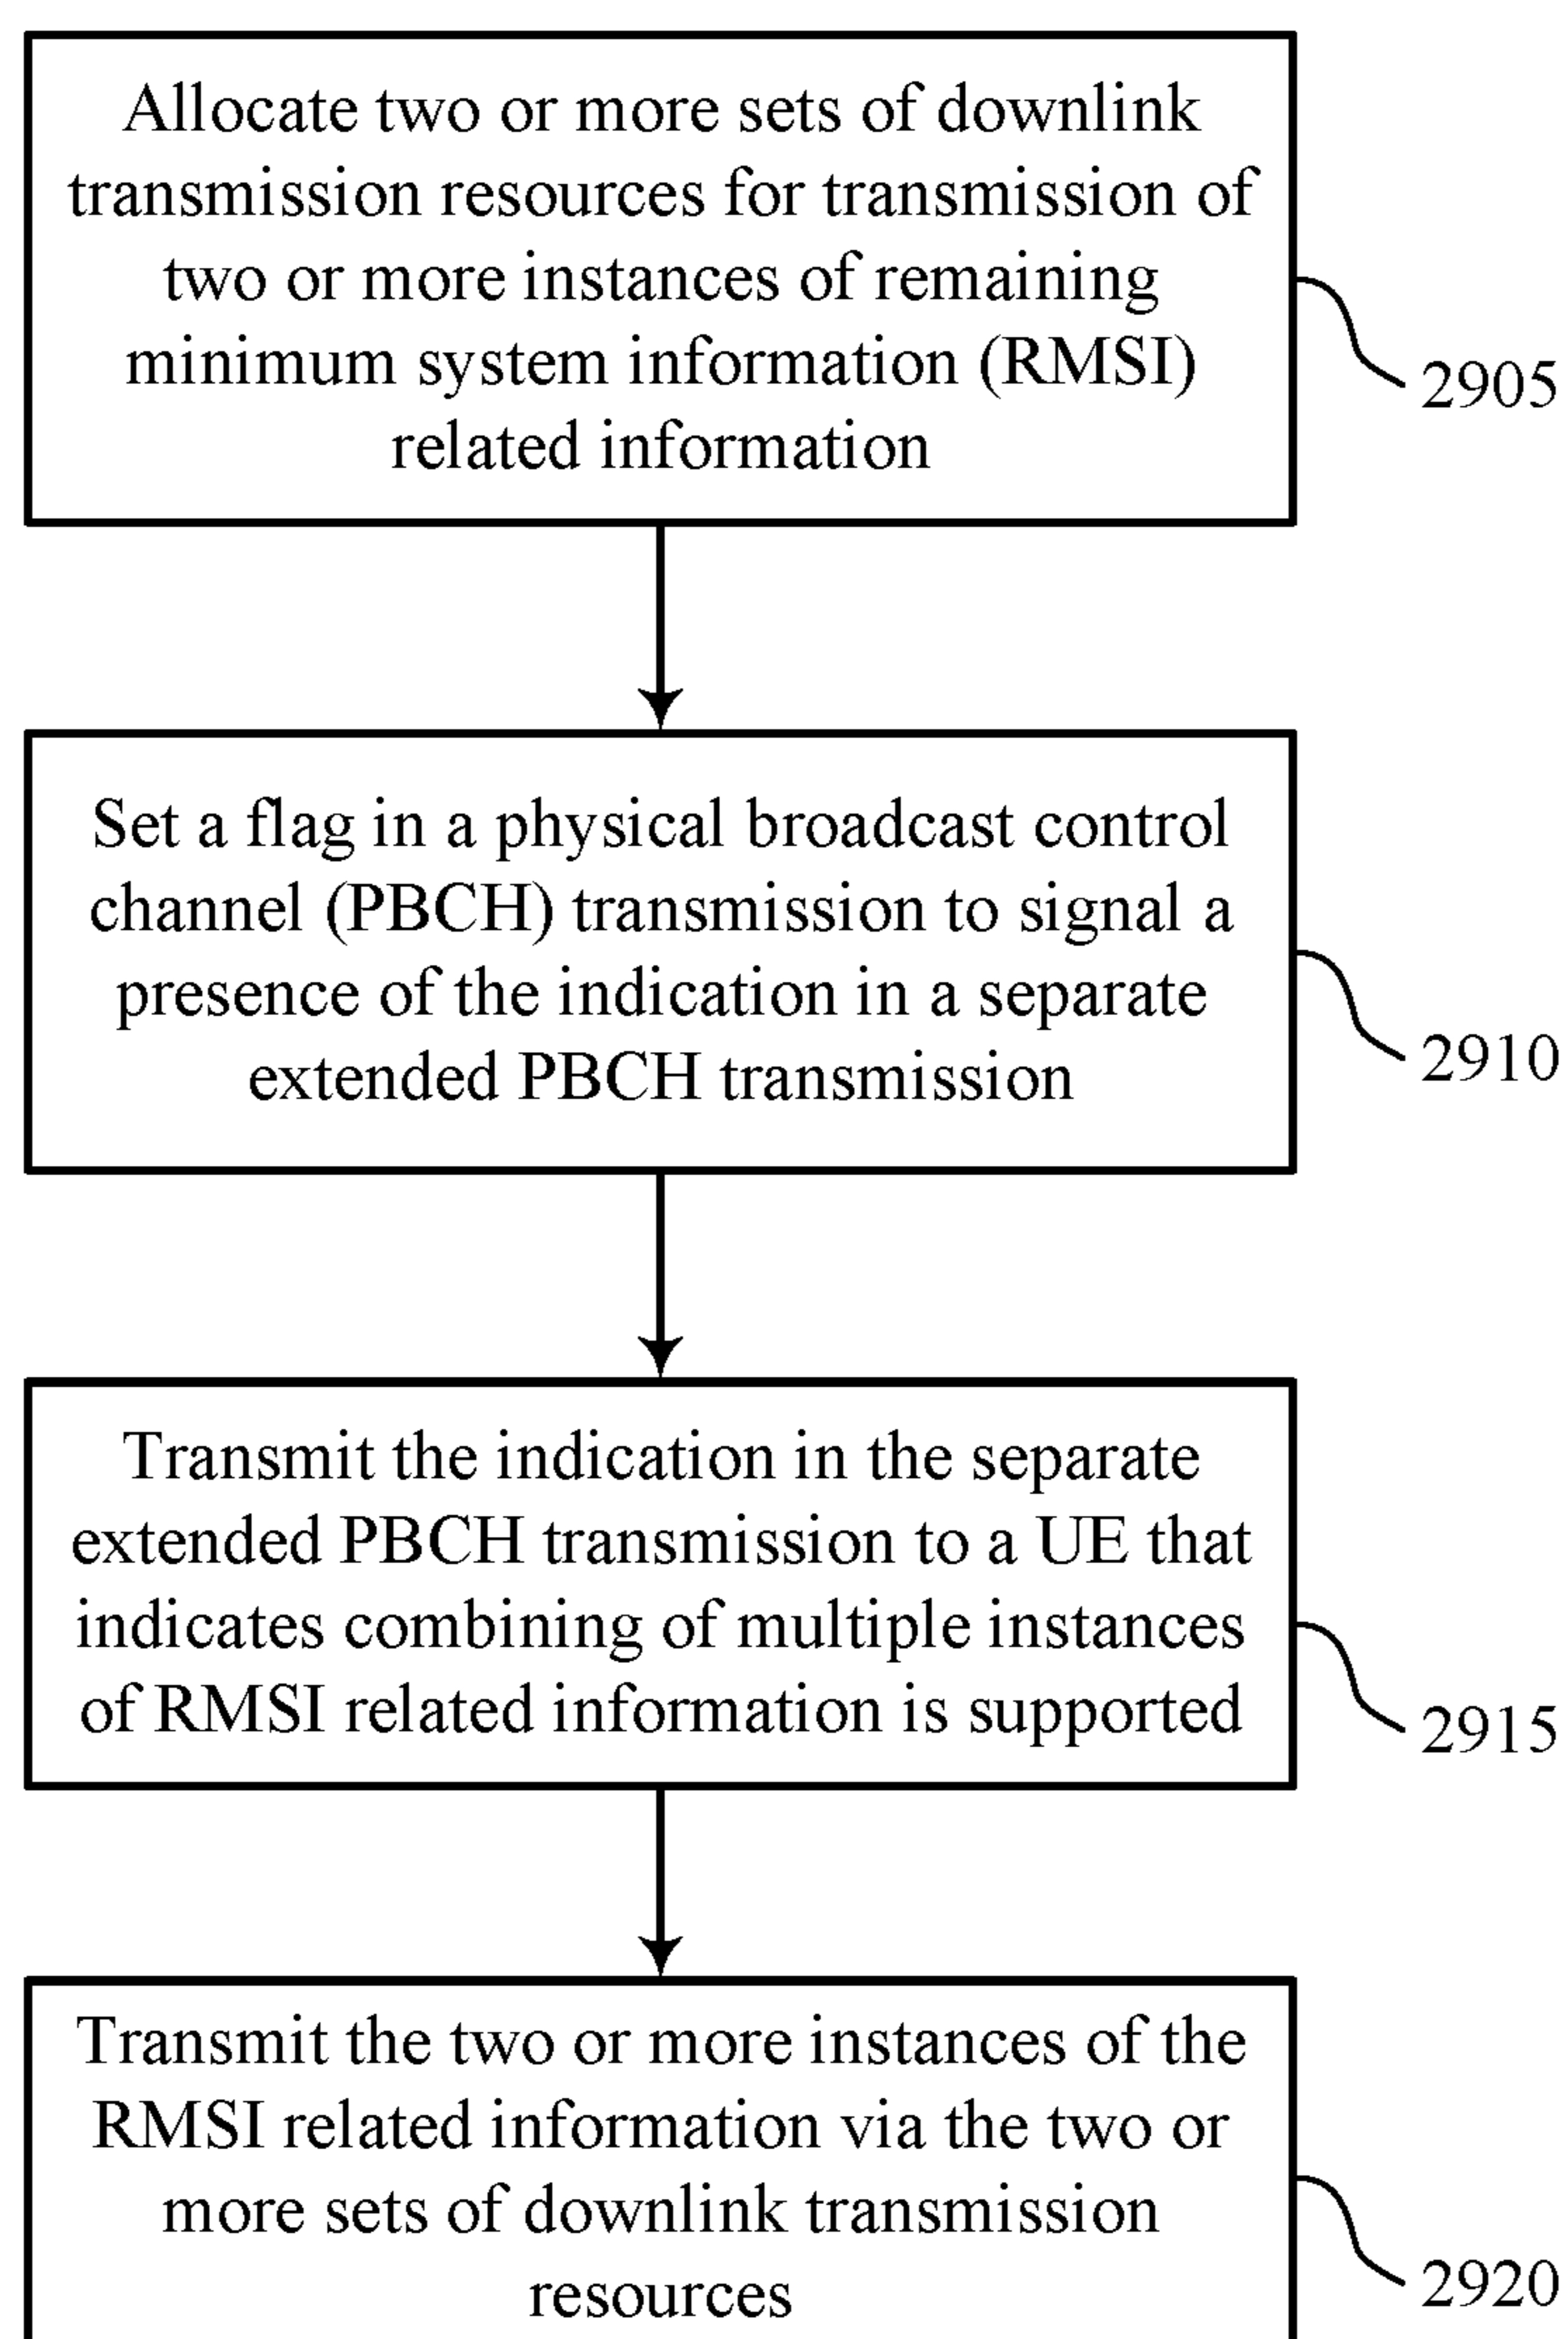 Allocate two or more sets of downlink
transmission resources for transmission of
two or more instances of remaining
minimum system information (RMSI)
related information
2905
Set a flag in a physical broadcast control
channel (PBCH) transmission to signal a
presence of the indication in a separate
extended PBCH transmission
2910
Transmit the indication in the separate
extended PBCH transmission to a UE that
indicates combining of multiple instances
of RMSI related information is supported
2915
Transmit the two or more instances of the
RMSI related information via the two or
more sets of downlink transmission
resources
2920